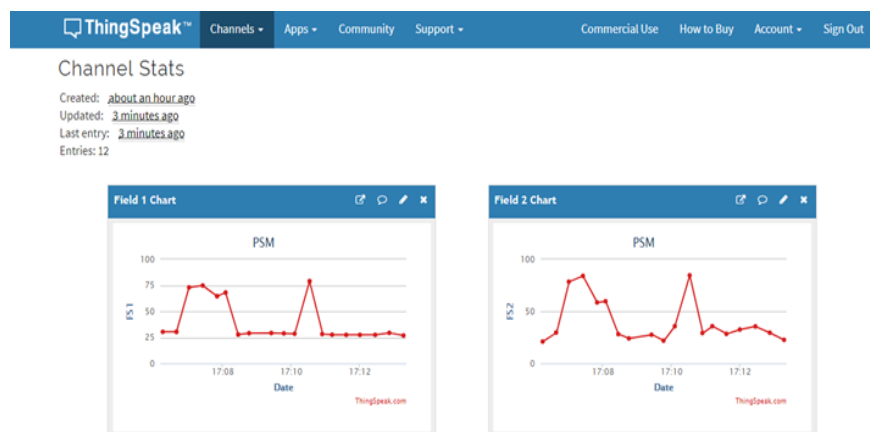 ThingSpeak™ Channels Apps Community Support Commercial Use How to Buy Account Sign Out
Channel Stats
Created: about an hour ago
Updated: 3 minutes ago
Last entry: 3 minutes ago
Entries: 12
Field 1 Chart
PSM
100
75
50
25
0
FS1
17:08 17:10 17:12
Date
ThingSpeak.com
Field 2 Chart
PSM
100
50
0
FS2
17:08 17:10 17:12
Date
ThingSpeak.com